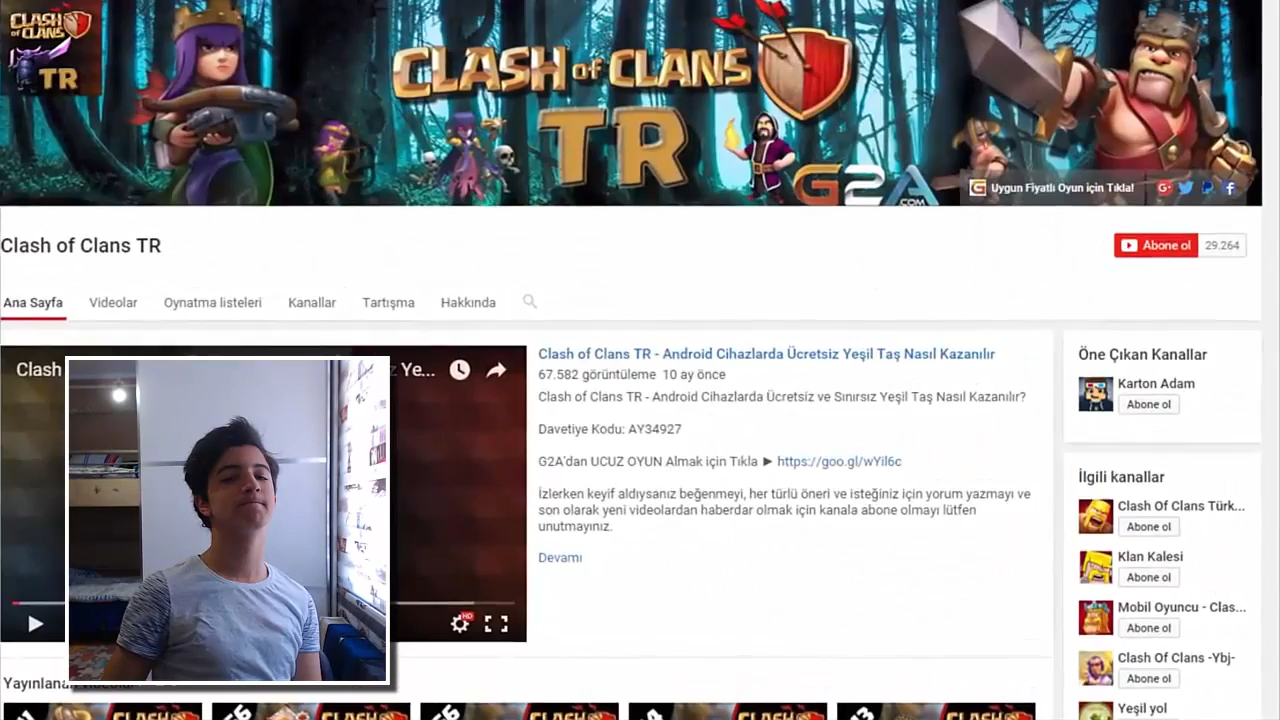 CLASH OF CLANS
TR
CLASH OF CLANS
TR
G2A
.COM
Uygun Fiyatlı Oyun için Tıkla!
Clash of Clans TR
Abone ol
29.264
Ana Sayfa
Videolar
Oynatma listeleri
Kanallar
Tartışma
Hakkında
Clash
Ye...
HD
Clash of Clans TR - Android Cihazlarda Ücretsiz Yeşil Taş Nasıl Kazanılır
67.582 görüntüleme 10 ay önce
Clash of Clans TR - Android Cihazlarda Ücretsiz ve Sınırsız Yeşil Taş Nasıl Kazanılır?
Davetiye Kodu: AY34927
G2A'dan UCUZ OYUN Almak için Tıkla ► https://goo.gl/wYil6c
İzlerken keyif aldıysanız beğenmeyi, her türlü öneri ve isteğiniz için yorum yazmayı ve
son olarak yeni videolardan haberdar olmak için kanala abone olmayı lütfen
unutmayınız.
Devamı
Öne Çıkan Kanallar
Karton Adam
Abone ol
İlgili kanallar
Clash Of Clans Türk...
Abone ol
Klan Kalesi
Abone ol
Mobil Oyuncu - Clas...
Abone ol
Clash Of Clans -Ybj-
Abone ol
Yeşil yol